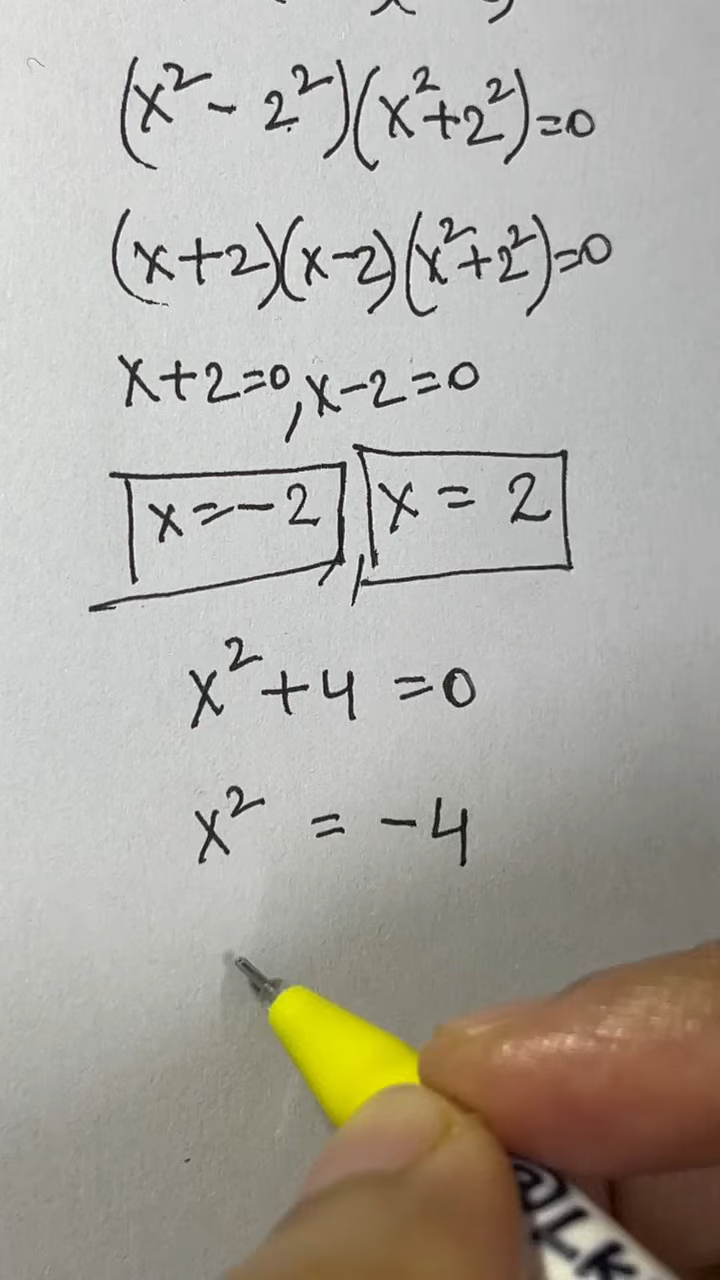 (x²-2²)(x²+2²)=0
(x+2)(x-2)(x²+2²)=0
x+2=0, x-2=0
x=-2, x=2
x²+4=0
x²=-4
@LK